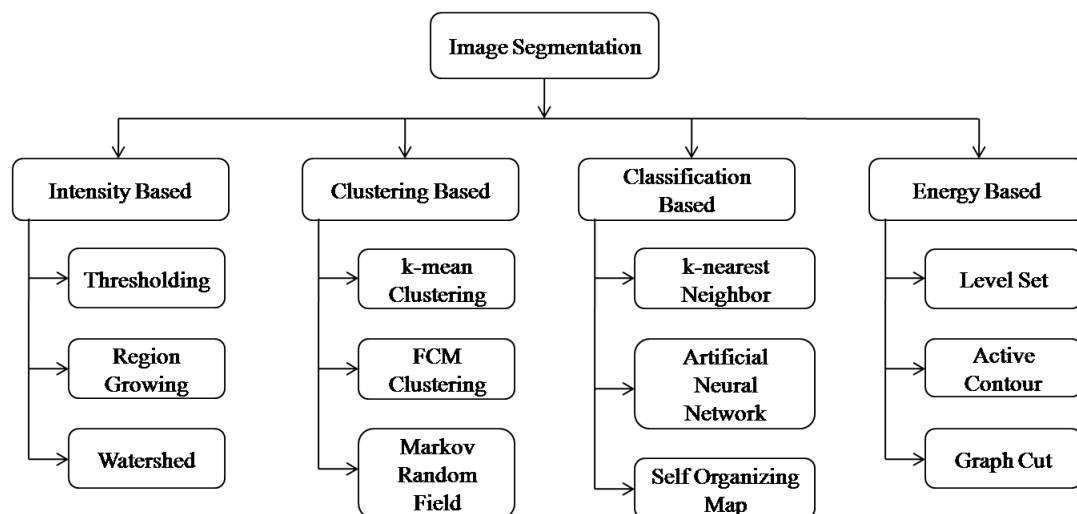 Image Segmentation
Intensity Based
Clustering Based
Classification
Based
Energy Based
Thresholding
Region
Growing
Watershed
k-mean
Clustering
FCM
Clustering
Markov
Random
Field
k-nearest
Neighbor
Artificial
Neural
Network
Self Organizing
Map
Level Set
Active
Contour
Graph Cut